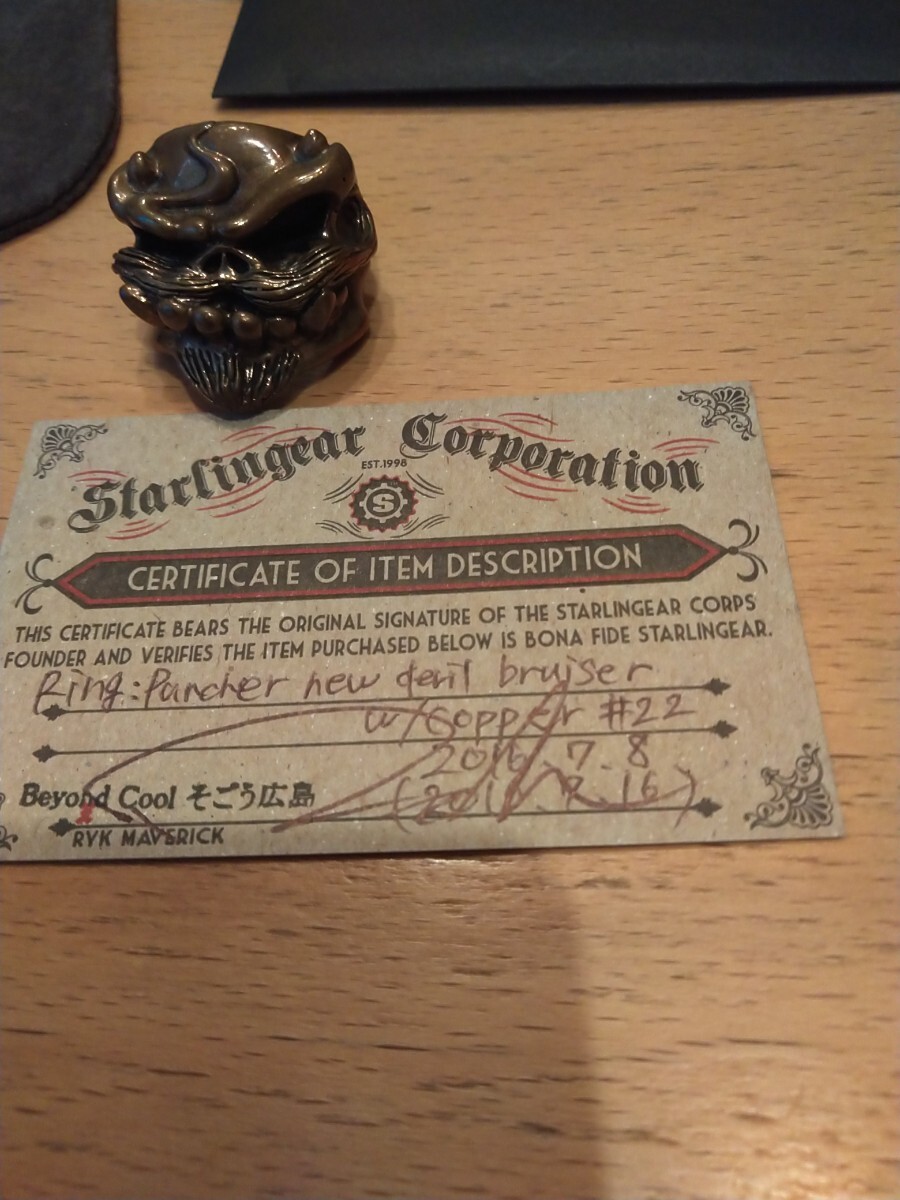 Starlingear Corporation
EST.1998
S
CERTIFICATE OF ITEM DESCRIPTION
THIS CERTIFICATE BEARS THE ORIGINAL SIGNATURE OF THE STARLINGEAR CORPS
FOUNDER AND VERIFIES THE ITEM PURCHASED BELOW IS BONA FIDE STARLINGEAR.
Ring:Puncher new devil bruiser
w/copper #22
2016.7.8
Beyond Cool そごう広島
RYK MAVERICK